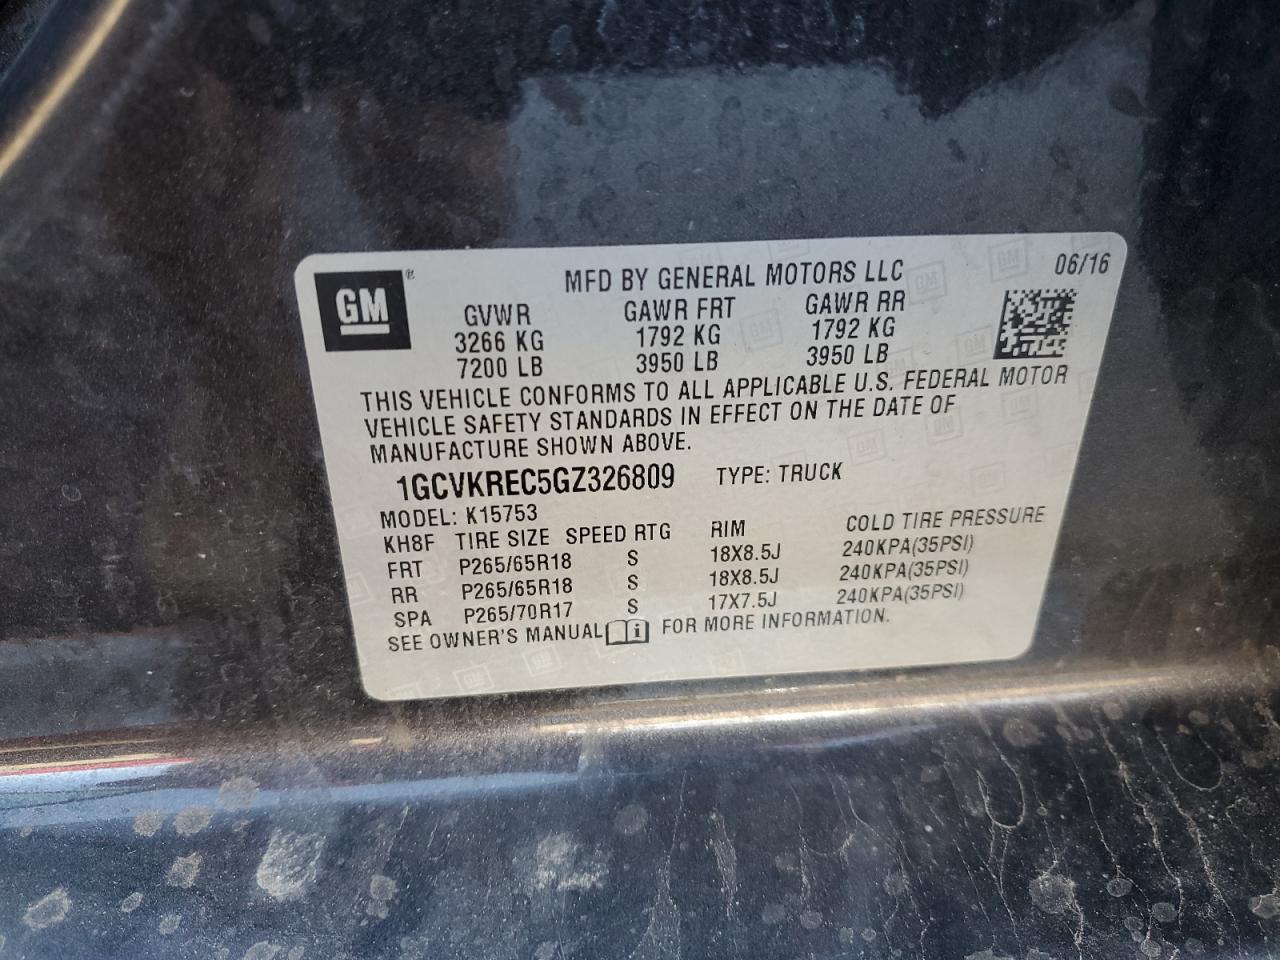 GM®
MFD BY GENERAL MOTORS LLC
06/16
GVWR GAWR FRT GAWR RR
3266 KG 1792 KG 1792 KG
7200 LB 3950 LB 3950 LB
THIS VEHICLE CONFORMS TO ALL APPLICABLE U.S. FEDERAL MOTOR
VEHICLE SAFETY STANDARDS IN EFFECT ON THE DATE OF
MANUFACTURE SHOWN ABOVE.
1GCVKREC5GZ326809 TYPE: TRUCK
MODEL: K15753
KH8F TIRE SIZE SPEED RTG RIM COLD TIRE PRESSURE
FRT P265/65R18 S 18X8.5J 240KPA(35PSI)
RR P265/65R18 S 18X8.5J 240KPA(35PSI)
SPA P265/70R17 S 17X7.5J 240KPA(35PSI)
SEE OWNER'S MANUAL i FOR MORE INFORMATION.